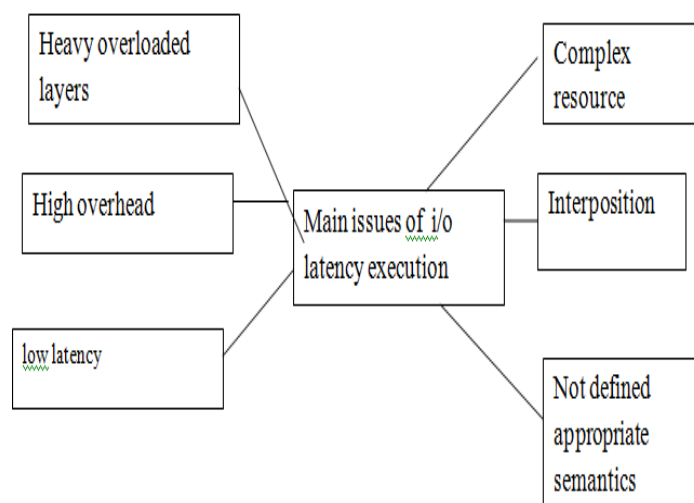 Heavy overloaded
layers
Complex
resource
High overhead
Main issues of i/o
latency execution
Interposition
low latency
Not defined
appropriate
semantics